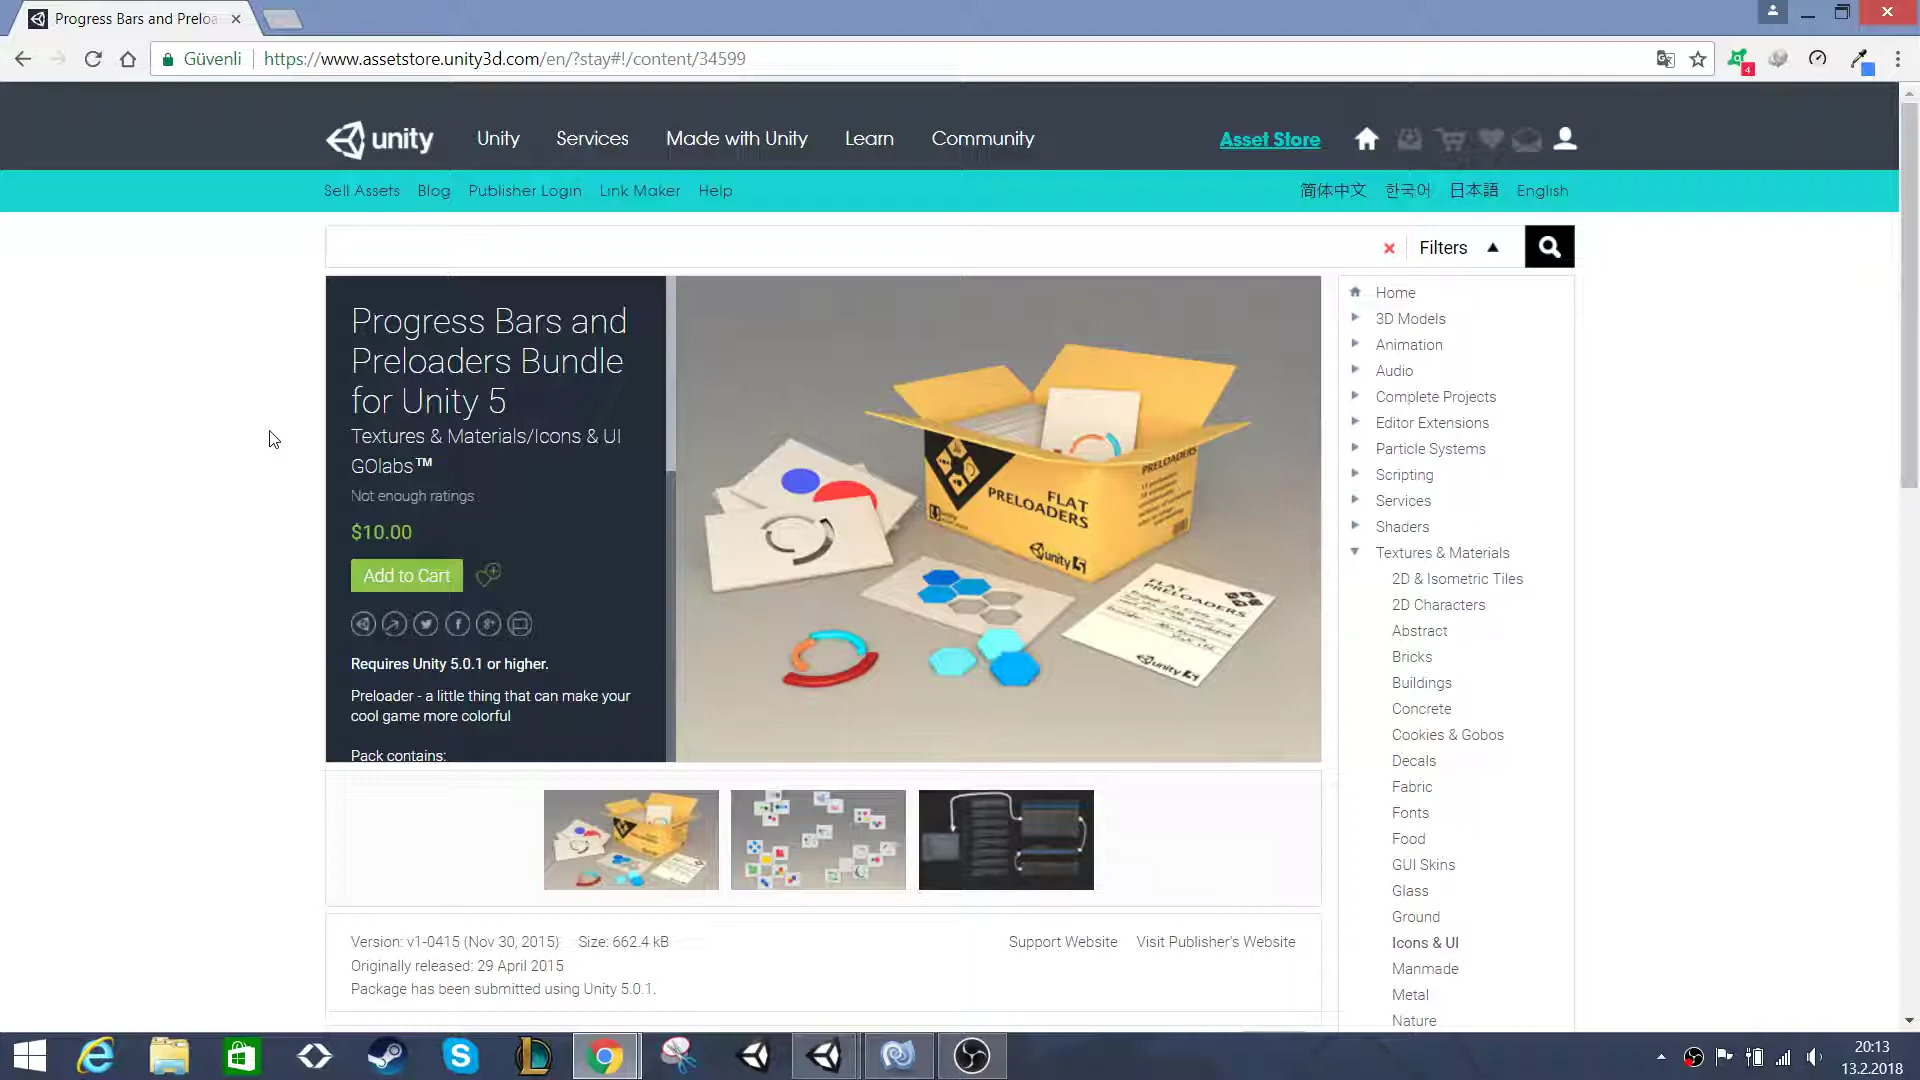 Progress Bars and Preloa
Güvenli
https://www.assetstore.unity3d.com/en/?stay#!/content/34599
4
unity
Unity
Services
Made with Unity
Learn
Community
Asset Store
Sell Assets
Blog
Publisher Login
Link Maker
Help
简体中文
한국어
日本語
English
Filters
Progress Bars and
Preloaders Bundle
for Unity 5
Textures & Materials/Icons & UI
GOlabs™
Not enough ratings
$10.00
Add to Cart
Requires Unity 5.0.1 or higher.
Preloader - a little thing that can make your
cool game more colorful
Pack contains:
PRELOADERS
FLAT
PRELOADERS
unity 5
FLAT
PRELOADERS
unity 5
Version: v1-0415 (Nov 30, 2015)
Size: 662.4 kB
Support Website
Visit Publisher's Website
Originally released: 29 April 2015
Package has been submitted using Unity 5.0.1.
Home
3D Models
Animation
Audio
Complete Projects
Editor Extensions
Particle Systems
Scripting
Services
Shaders
Textures & Materials
2D & Isometric Tiles
2D Characters
Abstract
Bricks
Buildings
Concrete
Cookies & Gobos
Decals
Fabric
Fonts
Food
GUI Skins
Glass
Ground
Icons & UI
Manmade
Metal
Nature
20:13
13.2.2018